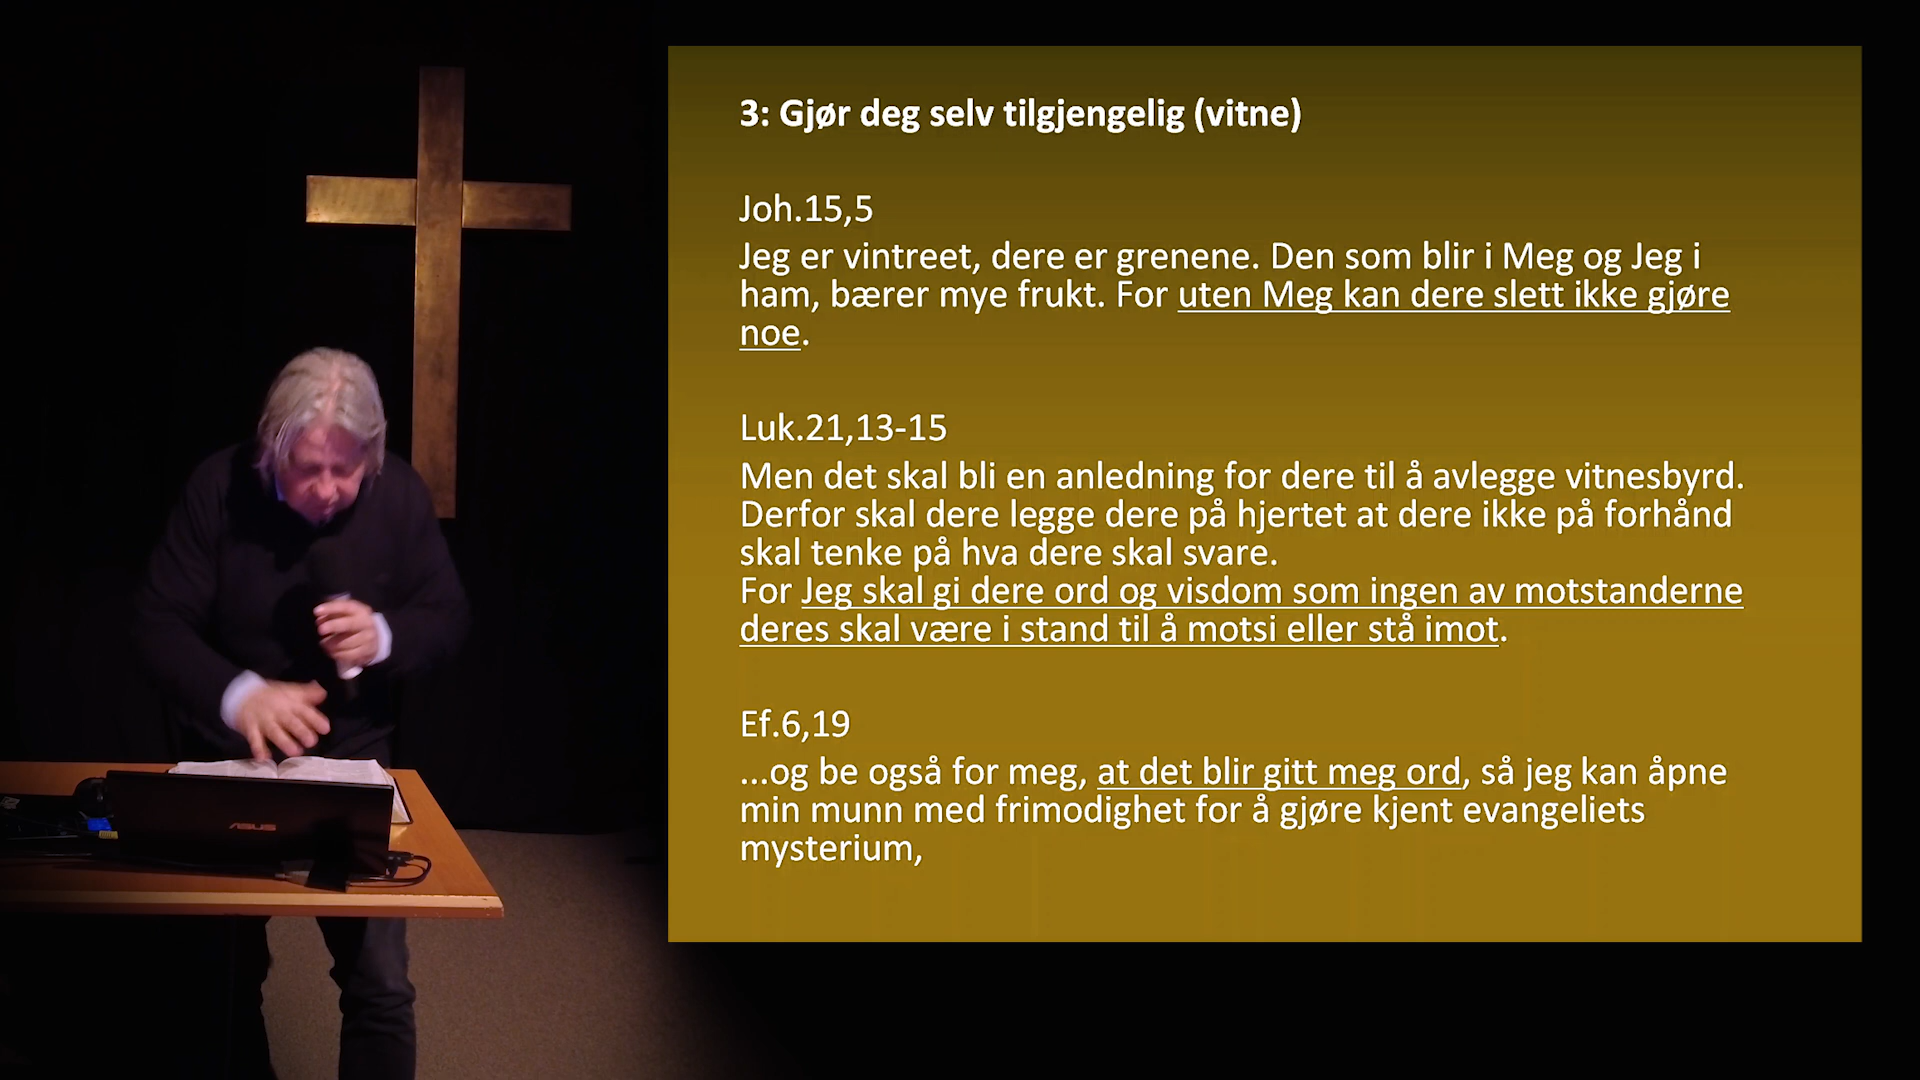 3: Gjør deg selv tilgjengelig (vitne)
Joh.15,5
Jeg er vintreet, dere er grenene. Den som blir i Meg og Jeg i
ham, bærer mye frukt. For uten Meg kan dere slett ikke gjøre
noe.
Luk.21,13-15
Men det skal bli en anledning for dere til å avlegge vitnesbyrd.
Derfor skal dere legge dere på hjertet at dere ikke på forhånd
skal tenke på hva dere skal svare.
For Jeg skal gi dere ord og visdom som ingen av motstanderne
deres skal være i stand til å motsi eller stå imot.
Ef.6,19
...og be også for meg, at det blir gitt meg ord, så jeg kan åpne
min munn med frimodighet for å gjøre kjent evangeliets
mysterium,
ASUS